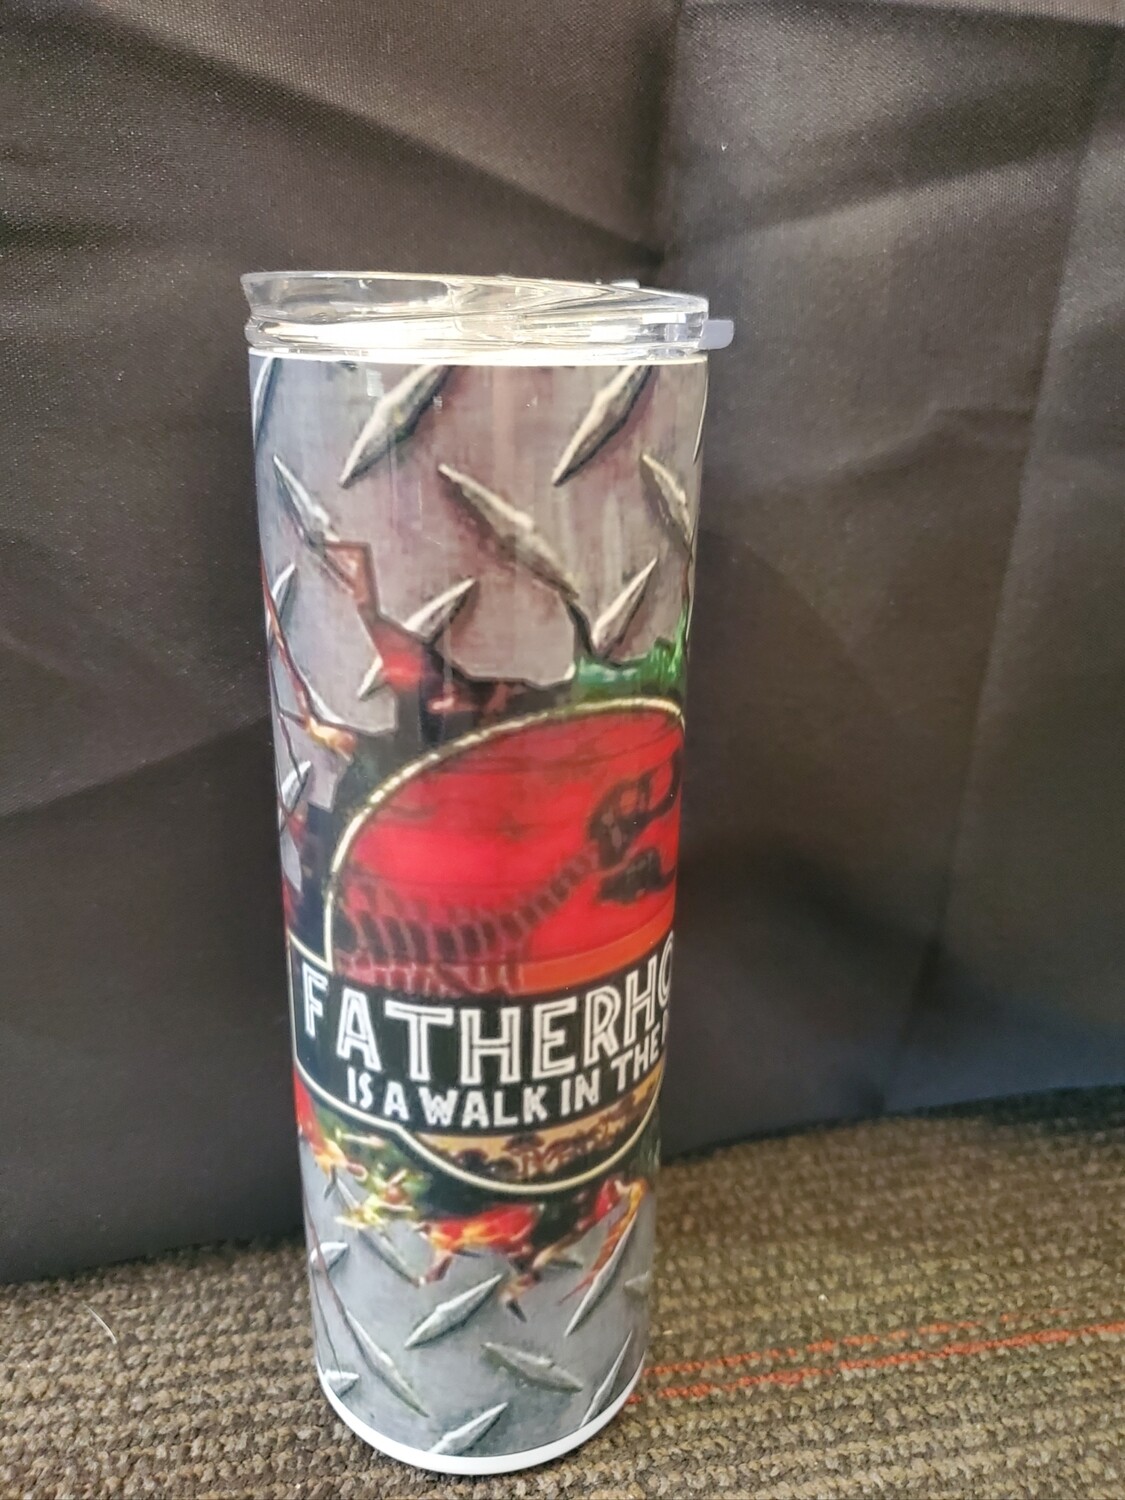 FATHERHO
IS A WALK IN THE